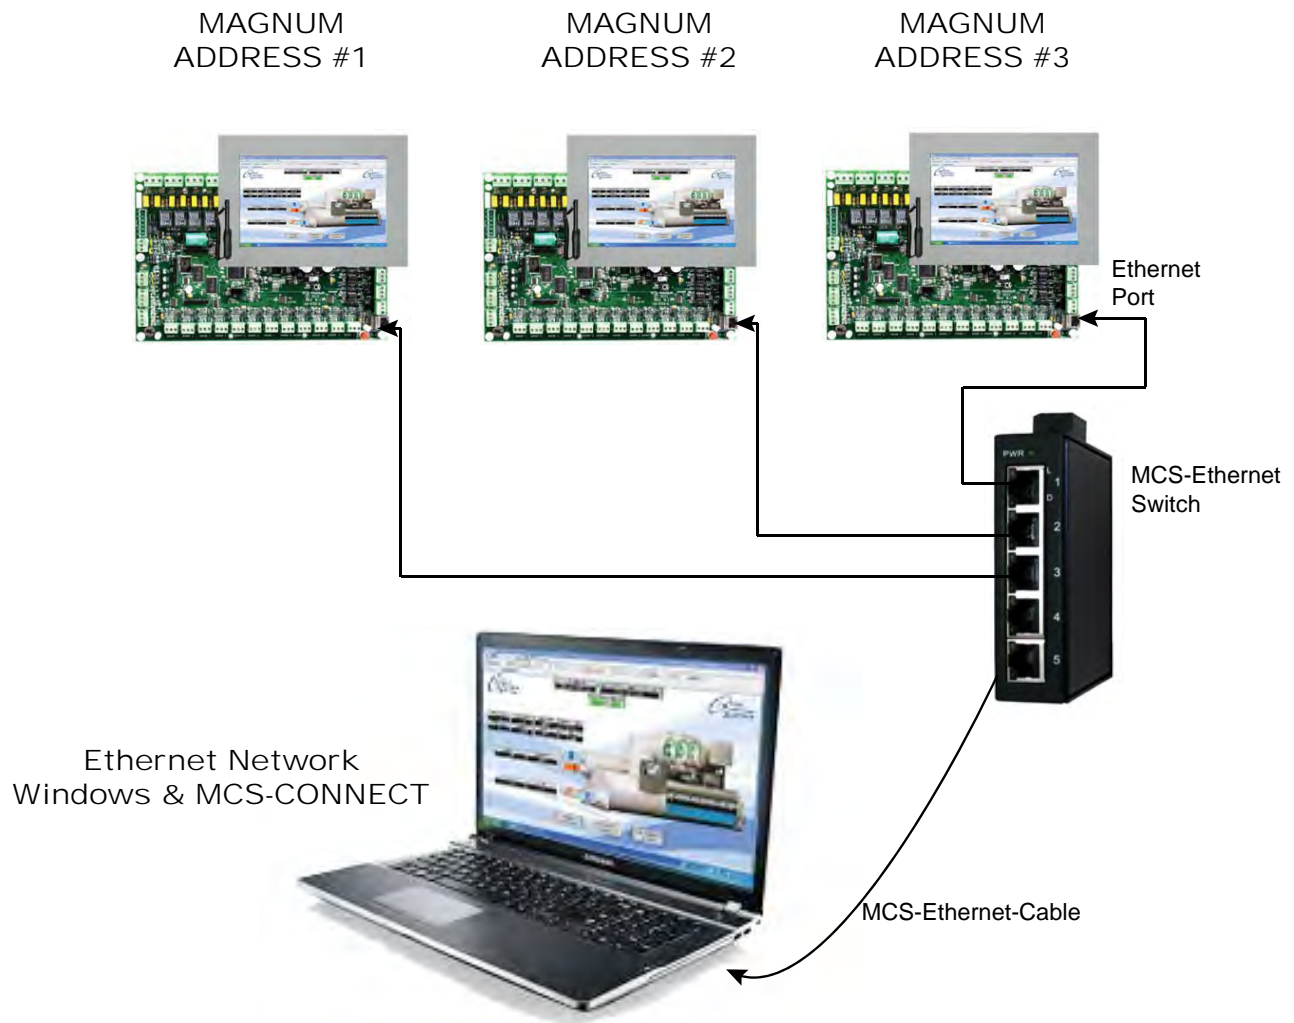 MAGNUM
ADDRESS #1
MAGNUM
ADDRESS #2
MAGNUM
ADDRESS #3
Ethernet
Port
PWR
L
1
D
MCS-Ethernet
Switch
2
3
4
5
Ethernet Network
Windows & MCS-CONNECT
MCS-Ethernet-Cable